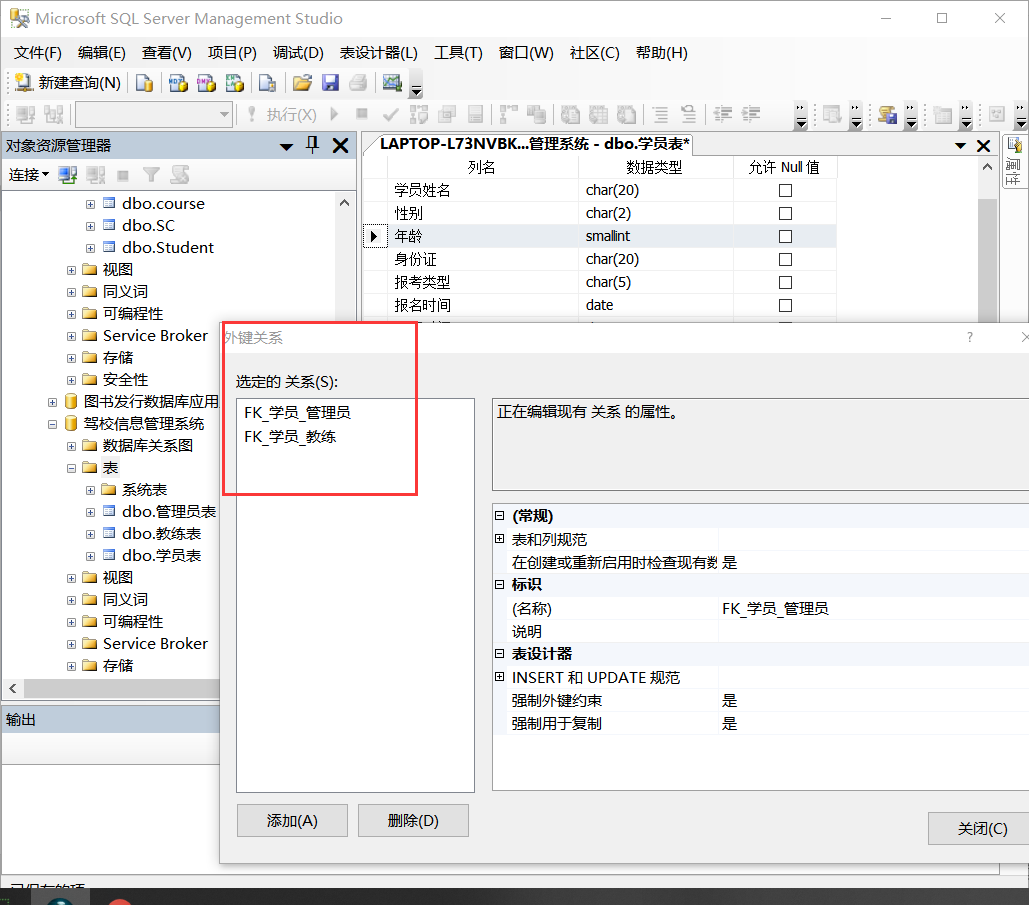 Microsoft SQL Server Management Studio
文件(F) 编辑(E) 查看(V) 项目(P) 调试(D) 表设计器(L) 工具(T) 窗口(W) 社区(C) 帮助(H)
新建查询(N)
执行(X)
对象资源管理器
连接
dbo.course
dbo.SC
dbo.Student
视图
同义词
可编程性
Service Broker
存储
安全性
图书发行数据库应用
驾校信息管理系统
数据库关系图
表
系统表
dbo.管理员表
dbo.教练表
dbo.学员表
视图
同义词
可编程性
Service Broker
存储
输出
LAPTOP-L73NVBK...管理系统 - dbo.学员表*
列名 数据类型 允许 Null 值
学员姓名 char(20)
性别 char(2)
年龄 smallint
身份证 char(20)
报考类型 char(5)
报名时间 date
属性
外键关系
?
选定的 关系(S):
FK_学员_管理员
FK_学员_教练
正在编辑现有 关系 的属性。
(常规)
表和列规范
在创建或重新启用时检查现有数 是
标识
(名称) FK_学员_管理员
说明
表设计器
INSERT 和 UPDATE 规范
强制外键约束 是
强制用于复制 是
添加(A) 删除(D)
关闭(C)
已保存的项